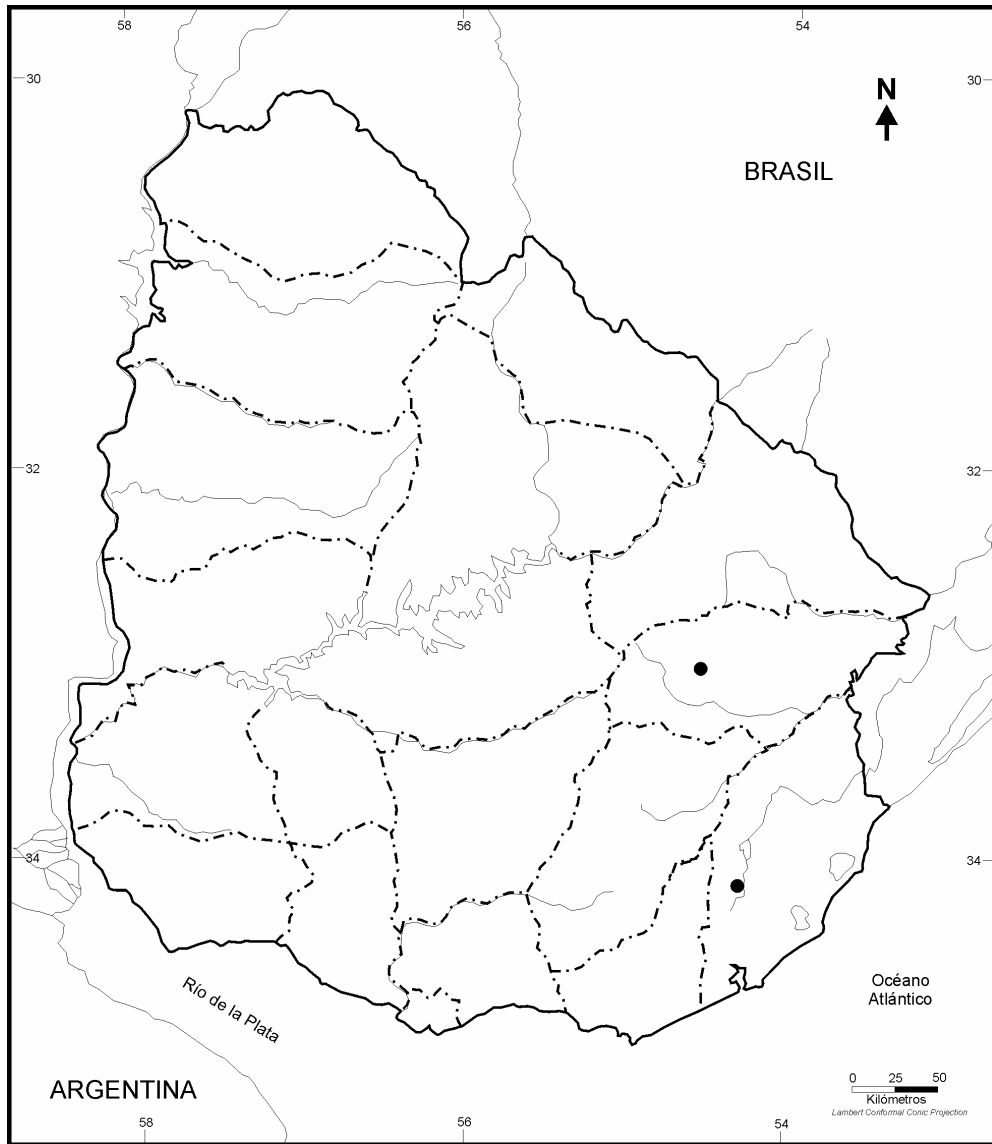 58
56
54
30
30
N
BRASIL
32
32
34
34
Río de la Plata
Océano
Atlántico
ARGENTINA
0 25 50
Kilómetros
Lambert Conformal Conic Projection
58
56
54